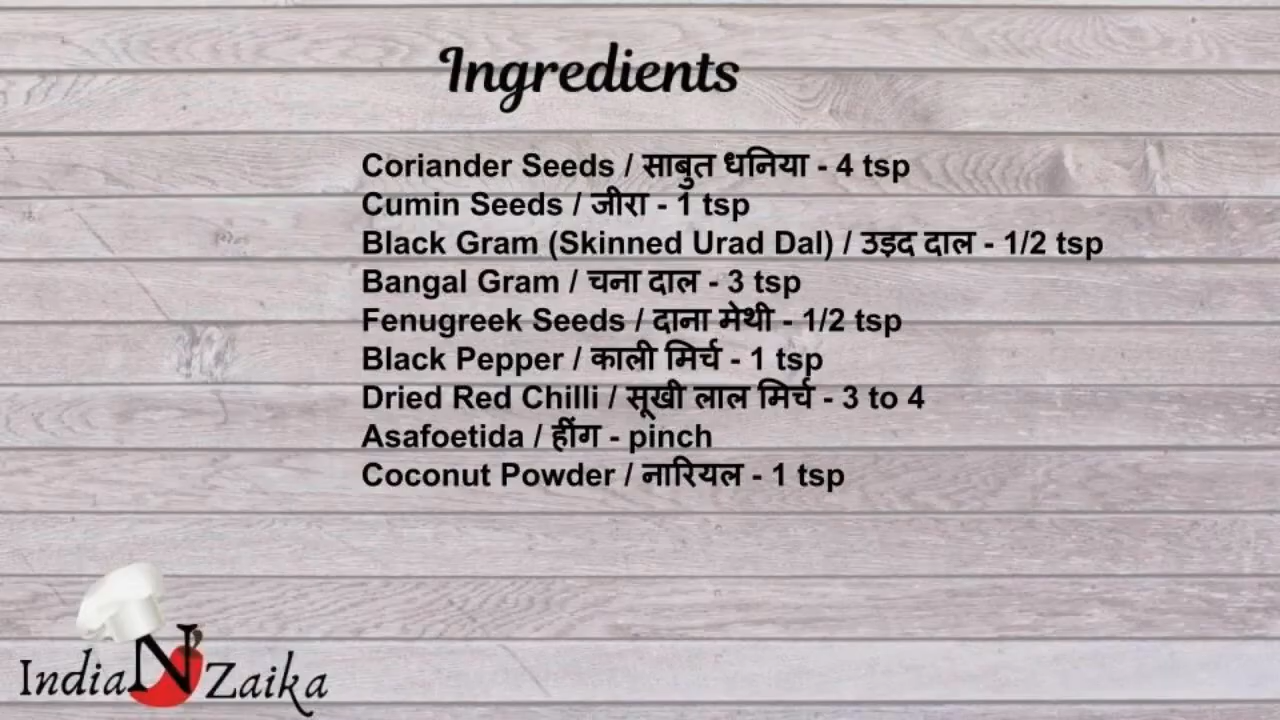 Ingredients
Coriander Seeds / साबुत धनिया - 4 tsp
Cumin Seeds / जीरा - 1 tsp
Black Gram (Skinned Urad Dal) / उड़द दाल - 1/2 tsp
Bangal Gram / चना दाल - 3 tsp
Fenugreek Seeds / दाना मेथी - 1/2 tsp
Black Pepper / काली मिर्च - 1 tsp
Dried Red Chilli / सूखी लाल मिर्च - 3 to 4
Asafoetida / हींग - pinch
Coconut Powder / नारियल - 1 tsp
IndiaN Zaika